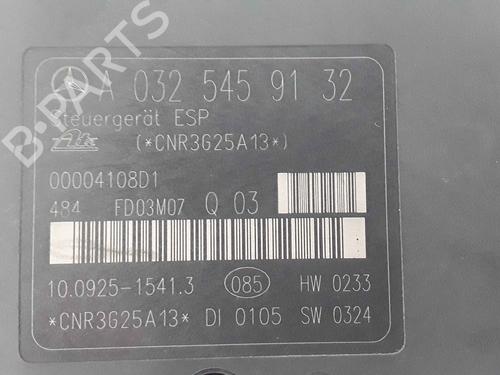 A 032 545 91 32
Steuergerät ESP
Ate (*CNR3G25A13*)
00004108D1
484 FD03M07 Q 03
10.0925-1541.3 085 HW 0233
*CNR3G25A13* DI 0105 SW 0324
B-PARTS